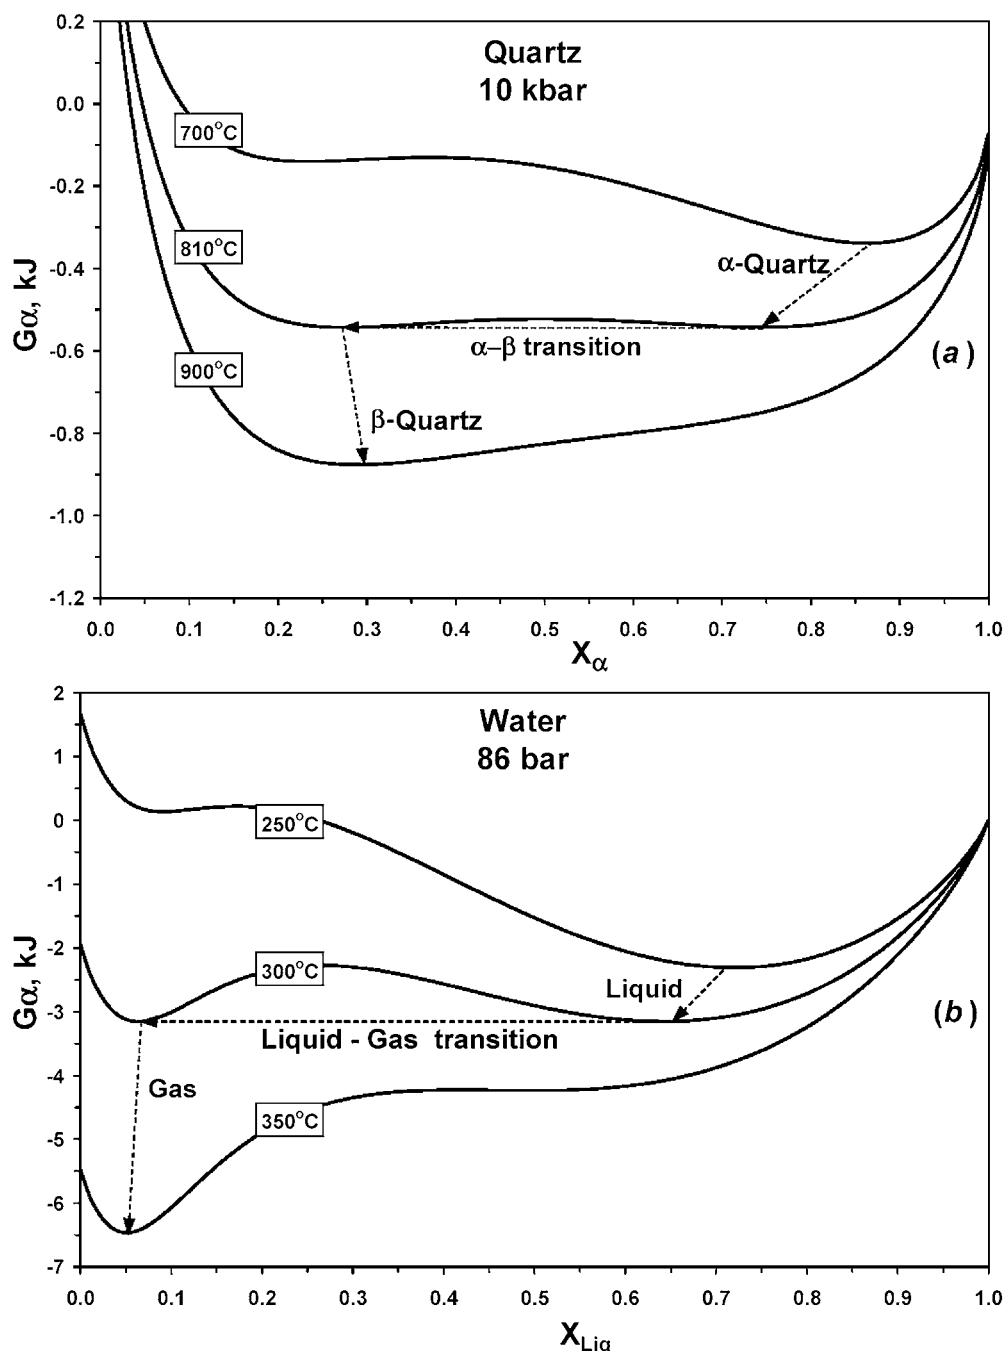 Quartz
10 kbar
0.2
0.0
-0.2
-0.4
-0.6
-0.8
-1.0
-1.2
Gα, kJ
700°C
810°C
900°C
α-Quartz
α–β transition
β-Quartz
(a)
0.0 0.1 0.2 0.3 0.4 0.5 0.6 0.7 0.8 0.9 1.0
Xα
Water
86 bar
2
1
0
-1
-2
-3
-4
-5
-6
-7
Gα, kJ
250°C
300°C
350°C
Liquid
Liquid - Gas transition
Gas
(b)
0.0 0.1 0.2 0.3 0.4 0.5 0.6 0.7 0.8 0.9 1.0
XLiq